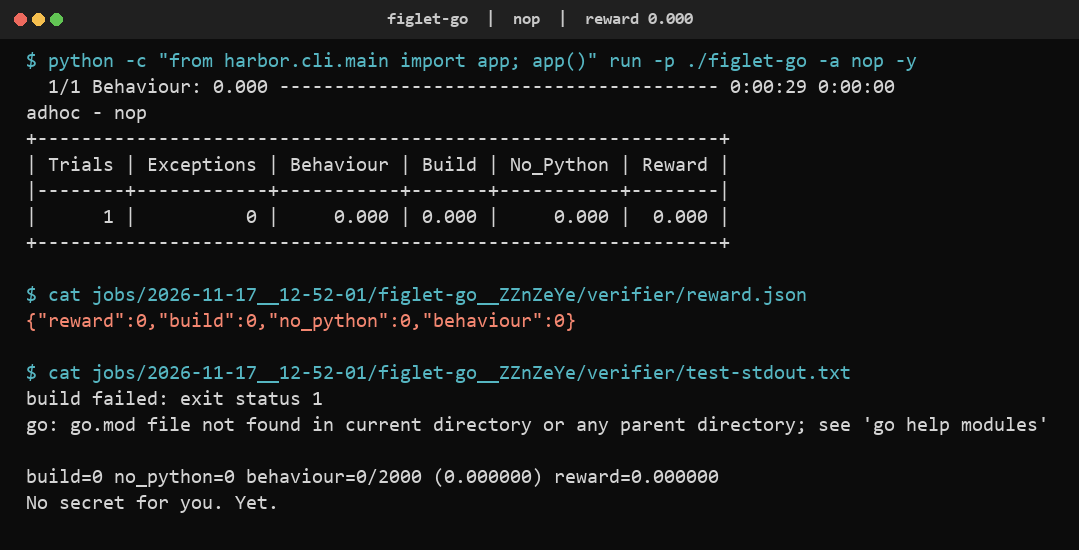 figlet-go | nop | reward 0.000
$ python -c "from harbor.cli.main import app; app()" run -p ./figlet-go -a nop -y
  1/1 Behaviour: 0.000 ---------------------------------------- 0:00:29 0:00:00
adhoc - nop
+--------------------------------------------------------------+
| Trials | Exceptions | Behaviour | Build | No_Python | Reward |
|--------+------------+-----------+-------+-----------+--------|
|      1 |          0 |     0.000 | 0.000 |     0.000 |  0.000 |
+--------------------------------------------------------------+
$ cat jobs/2026-11-17__12-52-01/figlet-go__ZZnZeYe/verifier/reward.json
{"reward":0,"build":0,"no_python":0,"behaviour":0}
$ cat jobs/2026-11-17__12-52-01/figlet-go__ZZnZeYe/verifier/test-stdout.txt
build failed: exit status 1
go: go.mod file not found in current directory or any parent directory; see 'go help modules'
build=0 no_python=0 behaviour=0/2000 (0.000000) reward=0.000000
No secret for you. Yet.